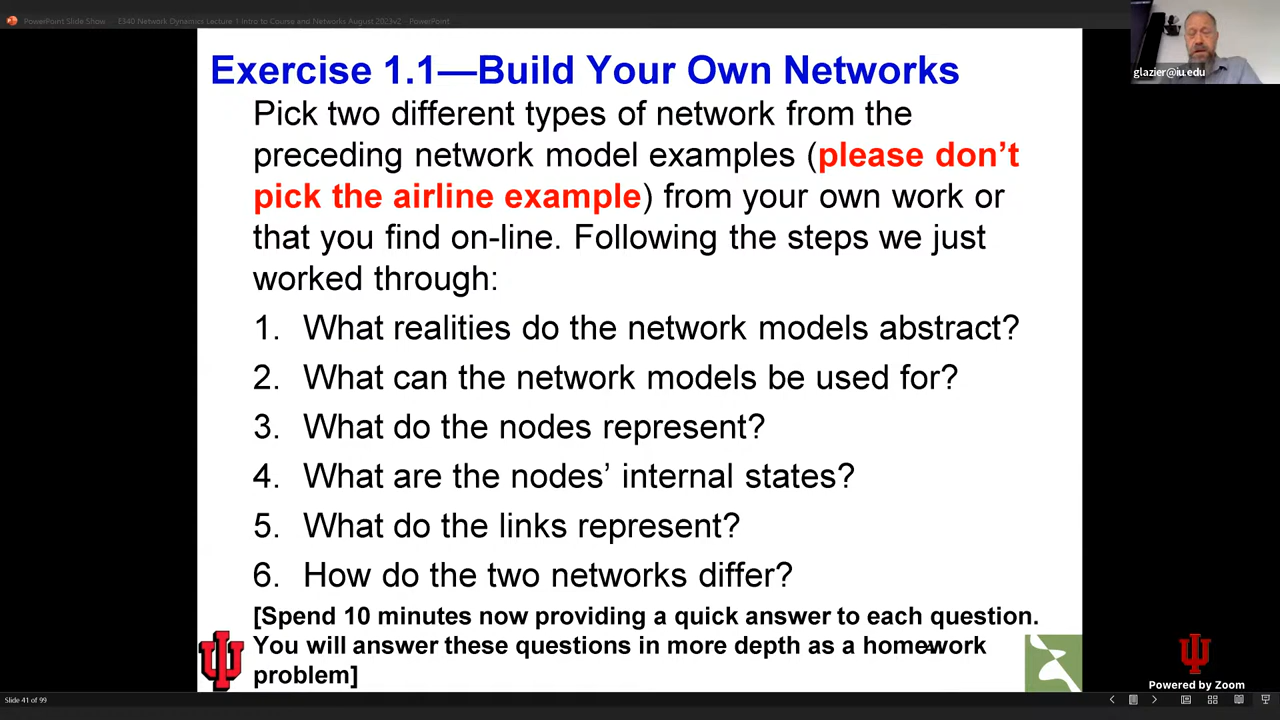 PowerPoint Slide Show - E340 Network Dynamics Lecture 1 Intro to Course and Networks August 2023v2 - PowerPoint
glazier@iu.edu
Exercise 1.1—Build Your Own Networks
Pick two different types of network from the
preceding network model examples (please don’t
pick the airline example) from your own work or
that you find on-line. Following the steps we just
worked through:
1. What realities do the network models abstract?
2. What can the network models be used for?
3. What do the nodes represent?
4. What are the nodes’ internal states?
5. What do the links represent?
6. How do the two networks differ?
[Spend 10 minutes now providing a quick answer to each question.
You will answer these questions in more depth as a homework
problem]
Powered by Zoom
Slide 41 of 99